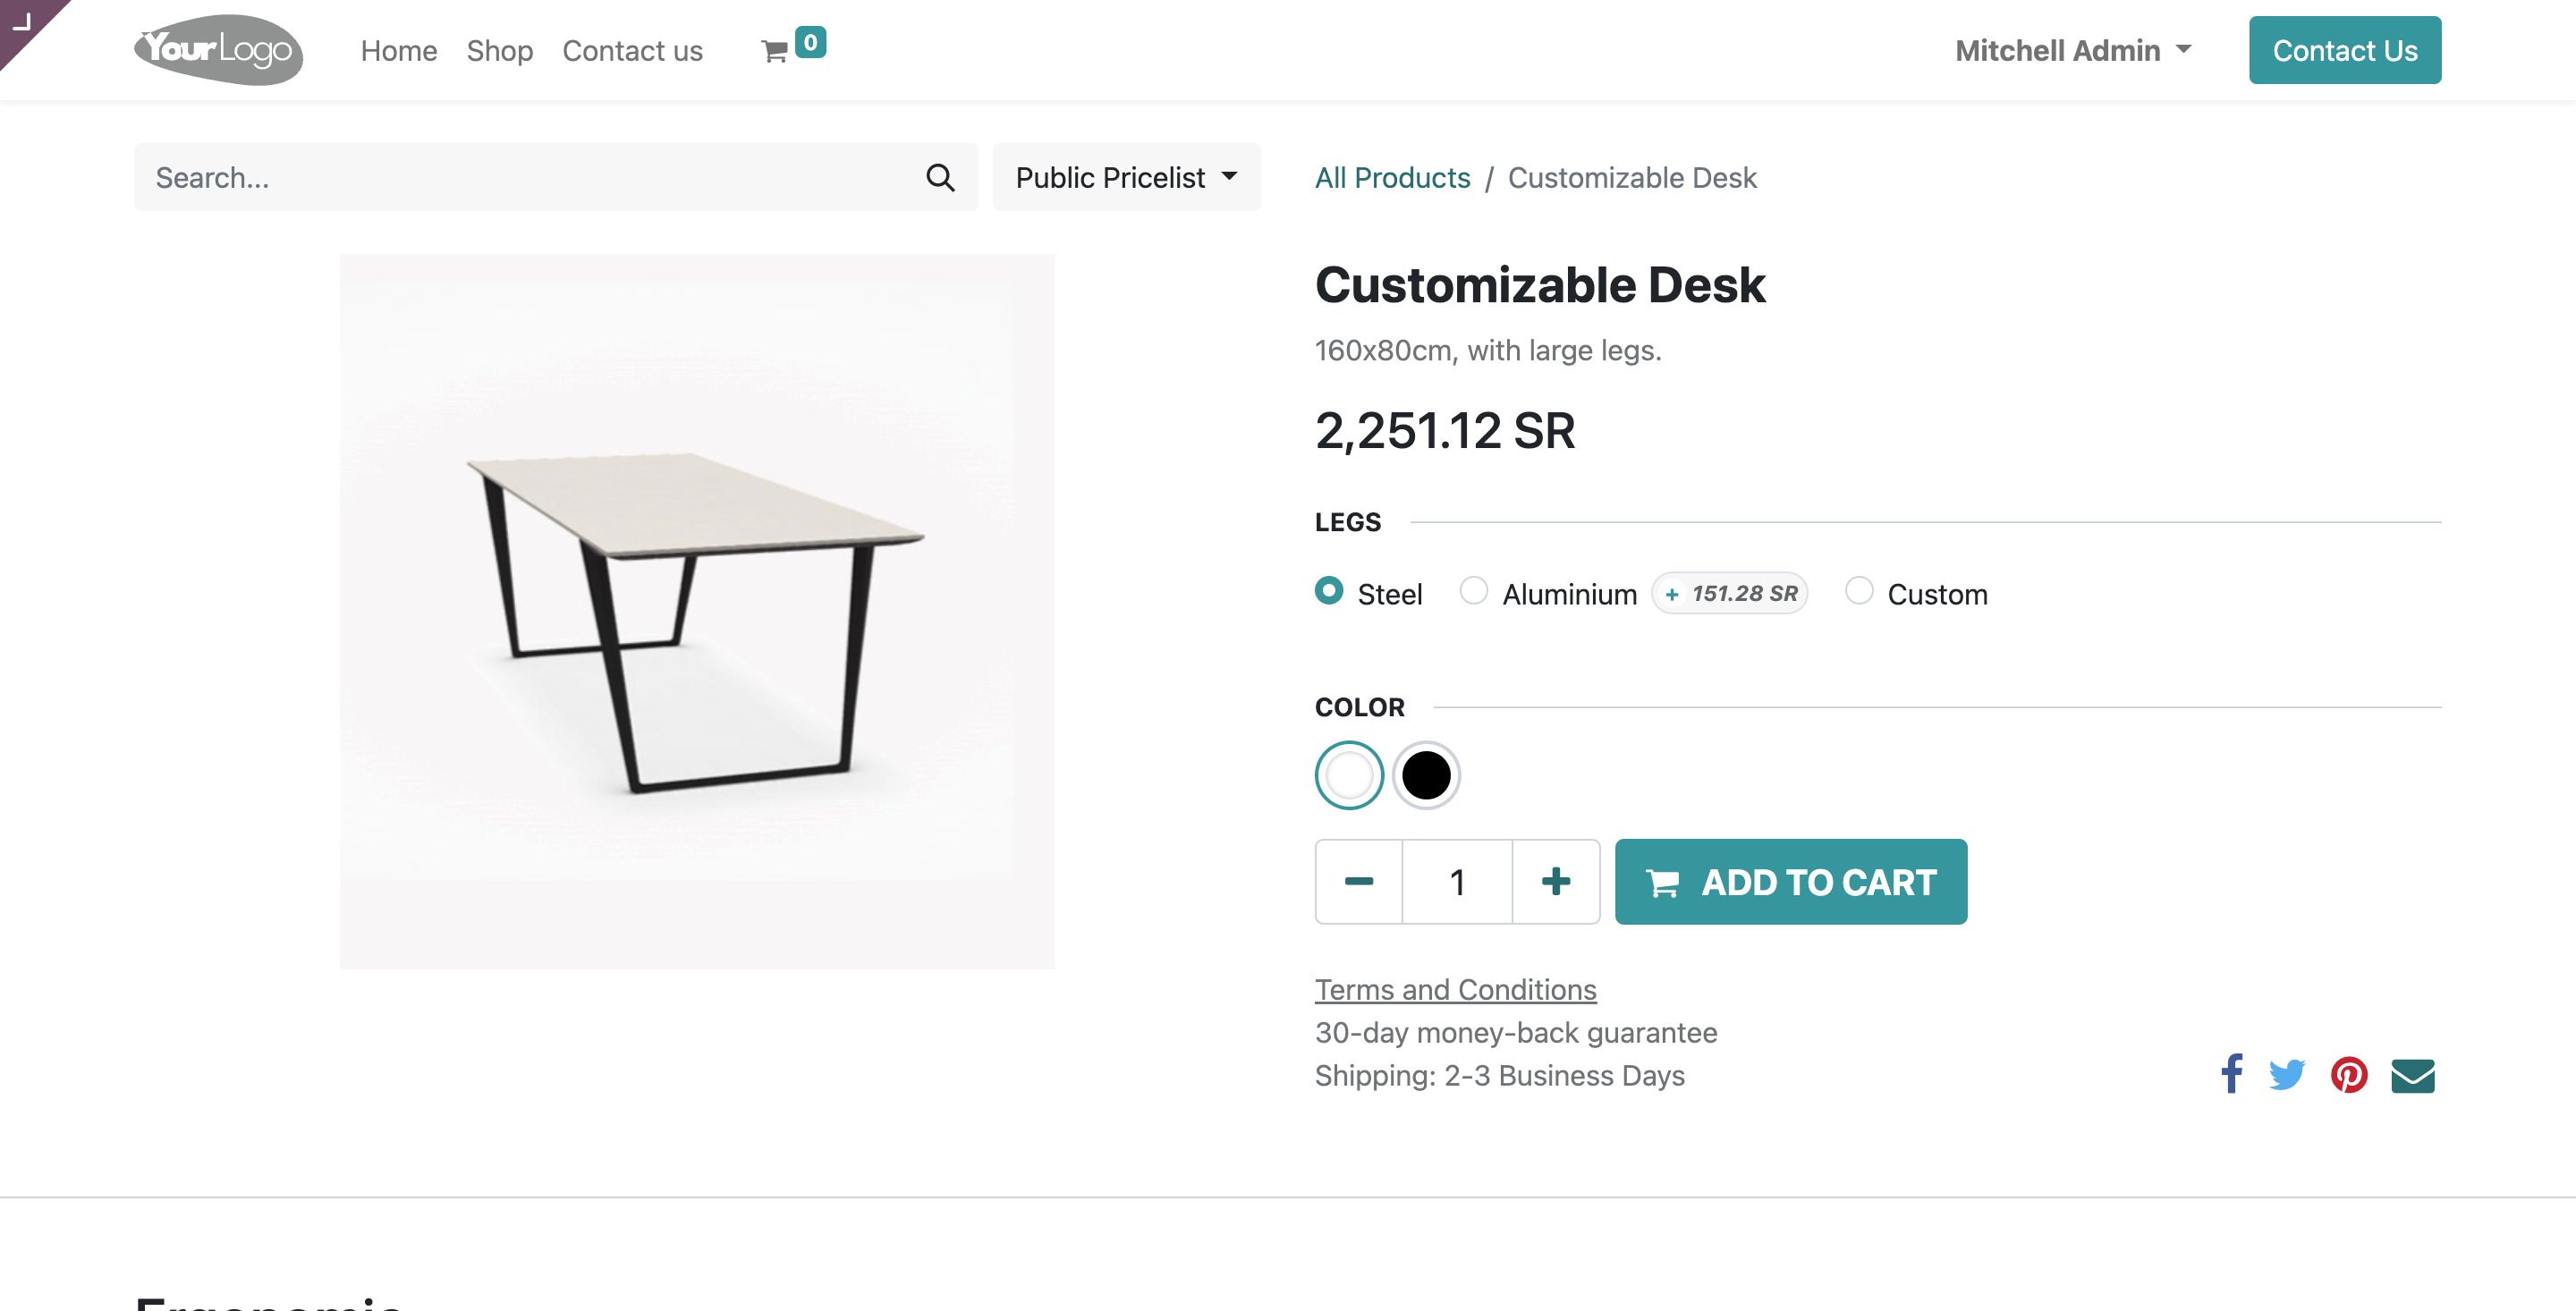 YourLogo
Home
Shop
Contact us
0
Mitchell Admin
Contact Us
Search...
Public Pricelist
All Products / Customizable Desk
Customizable Desk
160x80cm, with large legs.
2,251.12 SR
LEGS
Steel
Aluminium + 151.28 SR
Custom
COLOR
1
ADD TO CART
Terms and Conditions
30-day money-back guarantee
Shipping: 2-3 Business Days
Ergonomic